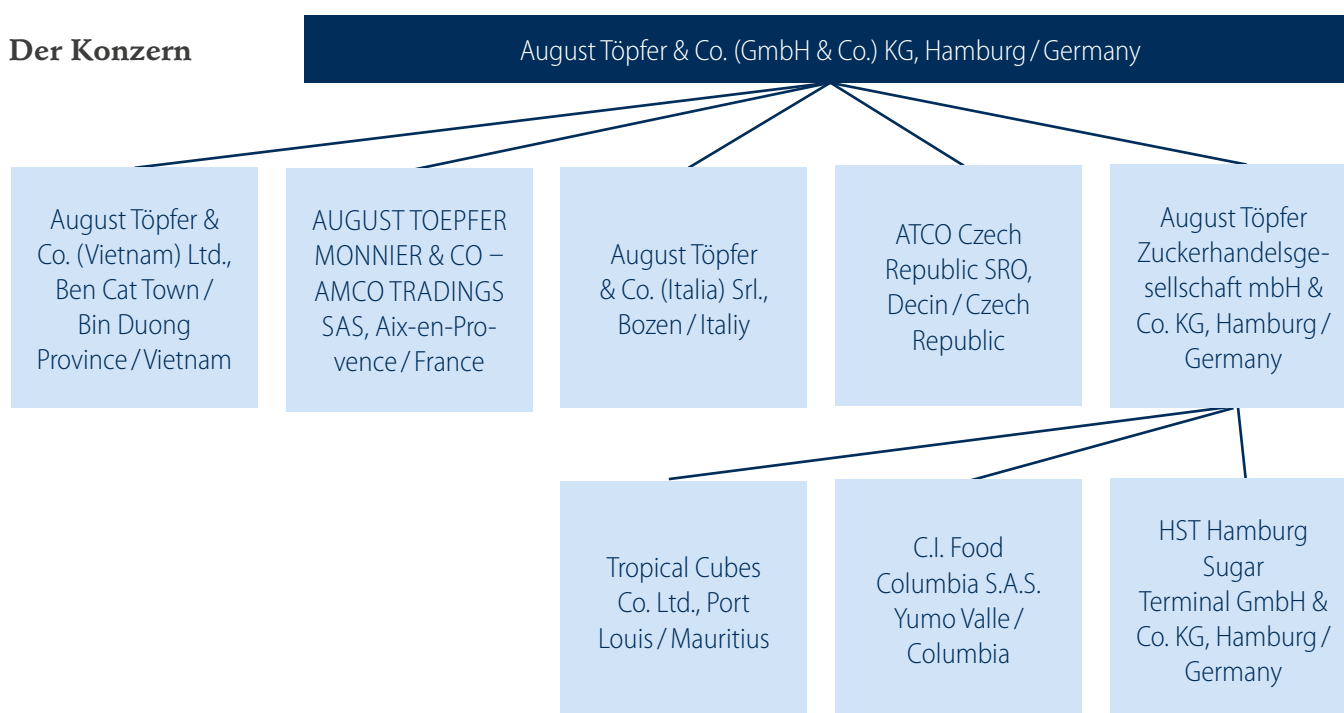 Der Konzern
August Töpfer & Co. (GmbH & Co.) KG, Hamburg / Germany
August Töpfer &
Co. (Vietnam) Ltd.,
Ben Cat Town /
Bin Duong
Province / Vietnam
AUGUST TOEPFER
MONNIER & CO –
AMCO TRADINGS
SAS, Aix-en-Pro-
vence / France
August Töpfer
& Co. (Italia) Srl.,
Bozen / Italiy
ATCO Czech
Republic SRO,
Decin / Czech
Republic
August Töpfer
Zuckerhandelsge-
sellschaft mbH &
Co. KG, Hamburg /
Germany
Tropical Cubes
Co. Ltd., Port
Louis / Mauritius
C.I. Food
Columbia S.A.S.
Yumo Valle /
Columbia
HST Hamburg
Sugar
Terminal GmbH &
Co. KG, Hamburg /
Germany